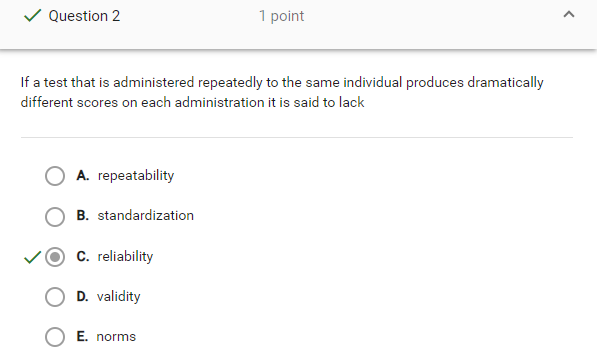 Question 2 1 point
If a test that is administered repeatedly to the same individual produces dramatically
different scores on each administration it is said to lack
A. repeatability
B. standardization
C. reliability
D. validity
E. norms